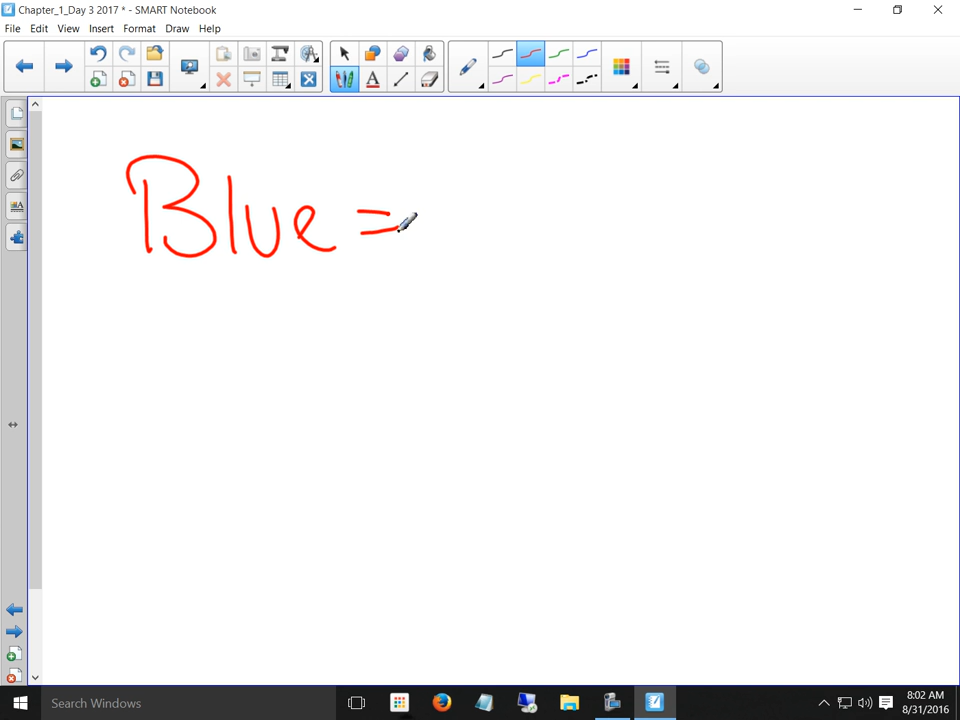 Chapter_1_Day 3 2017 * - SMART Notebook
File Edit View Insert Format Draw Help
Blue =
Search Windows
8:02 AM
8/31/2016